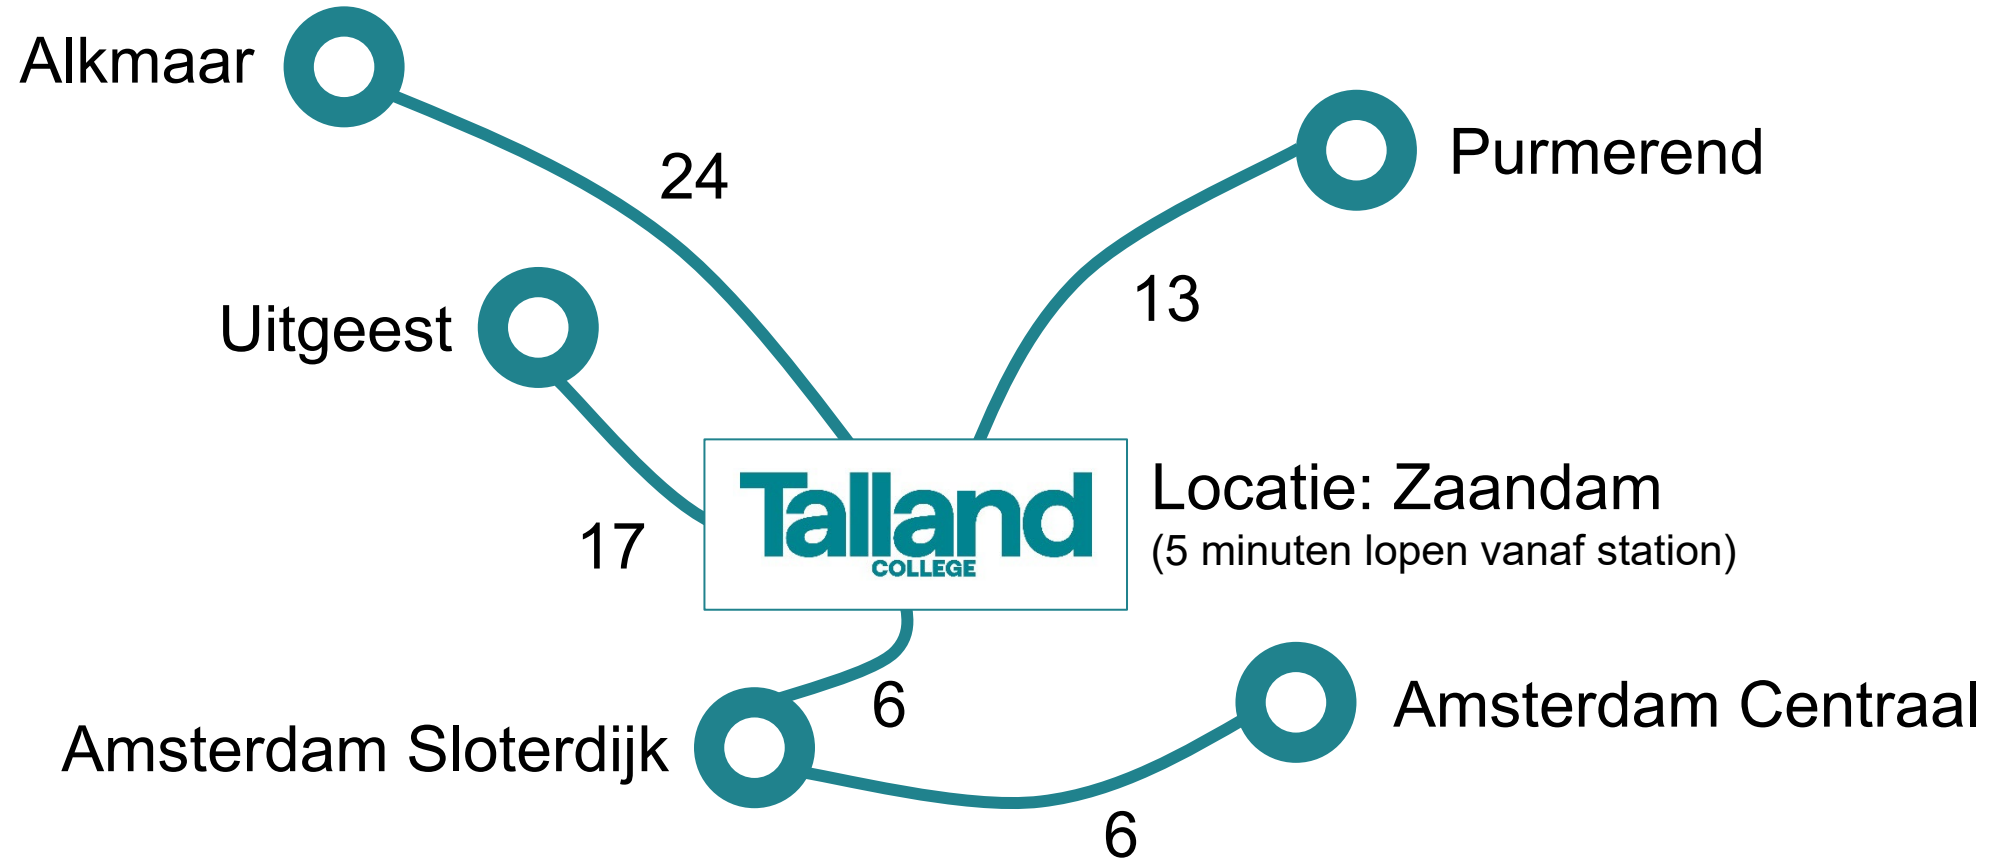 Alkmaar
24
Purmerend
13
Uitgeest
17
Talland
COLLEGE
Locatie: Zaandam
(5 minuten lopen vanaf station)
6
Amsterdam Sloterdijk
Amsterdam Centraal
6